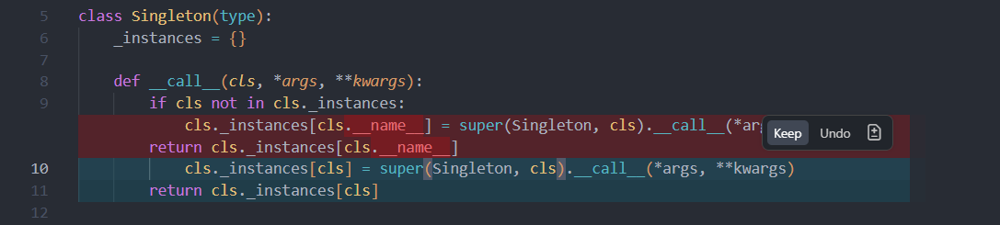 5 class Singleton(type):
6     _instances = {}
7
8     def __call__(cls, *args, **kwargs):
9         if cls not in cls._instances:
            cls._instances[cls.__name__] = super(Singleton, cls).__call__(*arg Keep Undo
        return cls._instances[cls.__name__]
10             cls._instances[cls] = super(Singleton, cls).__call__(*args, **kwargs)
11         return cls._instances[cls]
12